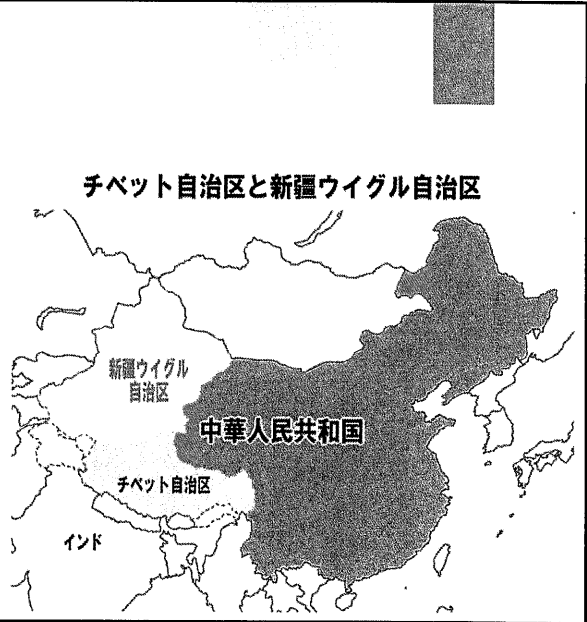 チベット自治区と新疆ウイグル自治区
新疆ウイグル
自治区
中華人民共和国
チベット自治区
インド